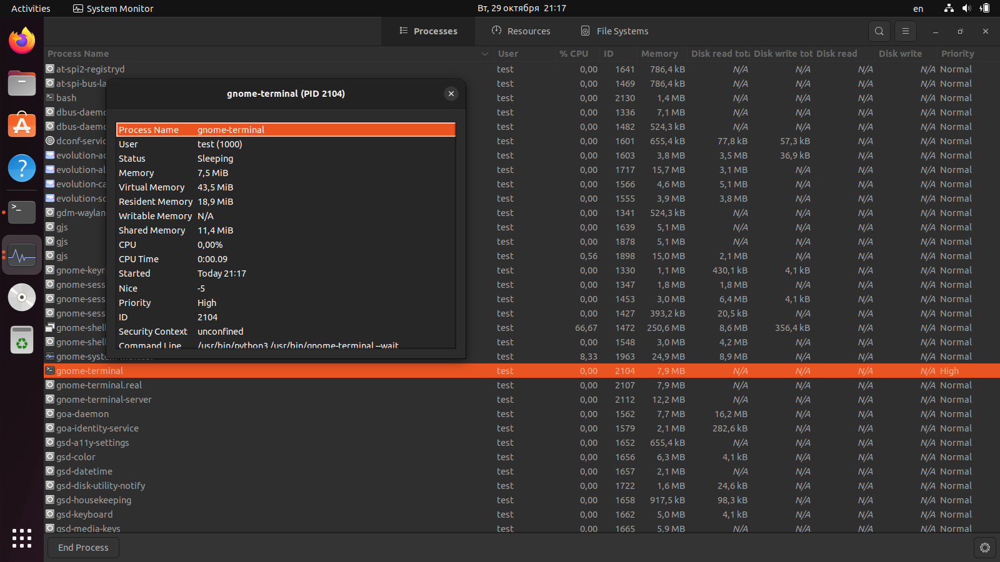 Activities System Monitor Вт, 29 октября 21:17 en
Processes Resources File Systems
Process Name User % CPU ID Memory Disk read tota Disk write tot Disk read Disk write Priority
at-spi2-registryd test 0,00 1641 786,4 kB N/A N/A N/A N/A Normal
at-spi-bus-la test 0,00 1469 786,4 kB N/A N/A N/A N/A Normal
bash test 0,00 2130 1,4 MB N/A N/A N/A N/A Normal
dbus-daemo test 0,00 1336 7,1 MB N/A N/A N/A N/A Normal
dbus-daemo test 0,00 1482 524,3 kB N/A N/A N/A N/A Normal
dconf-servic test 0,00 1601 655,4 kB 77,8 kB 57,3 kB N/A N/A Normal
evolution-ad test 0,00 1603 3,8 MB 3,5 MB 36,9 kB N/A N/A Normal
evolution-al test 0,00 1717 15,7 MB 3,1 MB N/A N/A N/A Normal
evolution-ca test 0,00 1566 4,6 MB 5,1 MB N/A N/A N/A Normal
evolution-so test 0,00 1555 3,9 MB 3,8 MB N/A N/A N/A Normal
gdm-waylan test 0,00 1341 524,3 kB N/A N/A N/A N/A Normal
gjs test 0,00 1639 5,1 MB N/A N/A N/A N/A Normal
gjs test 0,00 1878 5,1 MB N/A N/A N/A N/A Normal
gjs test 0,56 1898 15,0 MB 2,1 MB N/A N/A N/A Normal
gnome-keyr test 0,00 1330 1,1 MB 430,1 kB 4,1 kB N/A N/A Normal
gnome-sess test 0,00 1347 1,8 MB 1,8 MB N/A N/A N/A Normal
gnome-sess test 0,00 1453 3,0 MB 6,4 MB 4,1 kB N/A N/A Normal
gnome-sess test 0,00 1427 393,2 kB 20,5 kB N/A N/A N/A Normal
gnome-shell test 66,67 1472 250,6 MB 8,6 MB 356,4 kB N/A N/A Normal
gnome-shell test 0,00 1548 3,0 MB 4,2 MB N/A N/A N/A Normal
gnome-system-monitor test 8,33 1963 24,9 MB 8,9 MB N/A N/A N/A Normal
gnome-terminal test 0,00 2104 7,9 MB N/A N/A N/A N/A High
gnome-terminal.real test 0,00 2107 7,9 MB N/A N/A N/A N/A Normal
gnome-terminal-server test 0,00 2112 12,2 MB N/A N/A N/A N/A Normal
goa-daemon test 0,00 1562 7,7 MB 16,2 MB N/A N/A N/A Normal
goa-identity-service test 0,00 1579 2,1 MB 282,6 kB N/A N/A N/A Normal
gsd-a11y-settings test 0,00 1652 655,4 kB N/A N/A N/A N/A Normal
gsd-color test 0,00 1656 6,3 MB 4,1 kB N/A N/A N/A Normal
gsd-datetime test 0,00 1657 2,1 MB N/A N/A N/A N/A Normal
gsd-disk-utility-notify test 0,00 1722 1,6 MB 24,6 kB N/A N/A N/A Normal
gsd-housekeeping test 0,00 1658 917,5 kB 98,3 kB N/A N/A N/A Normal
gsd-keyboard test 0,00 1662 5,0 MB 4,1 kB N/A N/A N/A Normal
gsd-media-keys test 0,00 1665 5,9 MB N/A N/A N/A N/A Normal
End Process
gnome-terminal (PID 2104)
Process Name gnome-terminal
User test (1000)
Status Sleeping
Memory 7,5 MiB
Virtual Memory 43,5 MiB
Resident Memory 18,9 MiB
Writable Memory N/A
Shared Memory 11,4 MiB
CPU 0,00%
CPU Time 0:00.09
Started Today 21:17
Nice -5
Priority High
ID 2104
Security Context unconfined
Command Line /usr/bin/python3 /usr/bin/gnome-terminal --wait